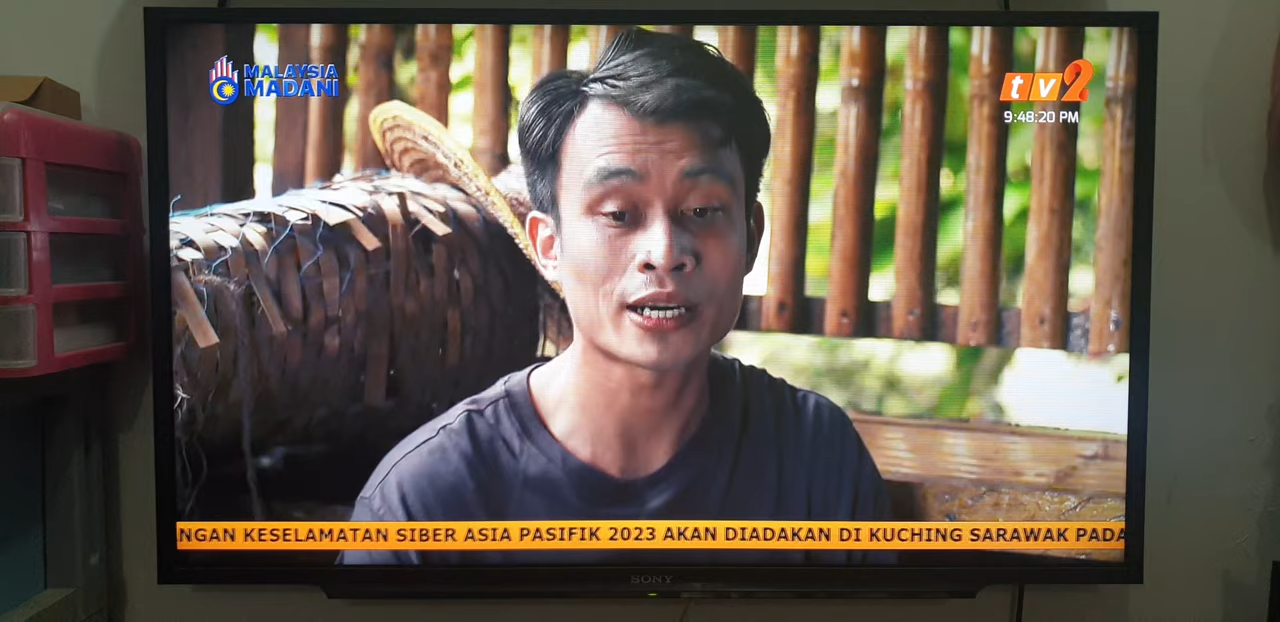 MALAYSIA
MADANI
tv2
9:48:20 PM
NGAN KESELAMATAN SIBER ASIA PASIFIK 2023 AKAN DIADAKAN DI KUCHING SARAWAK PADA
SONY